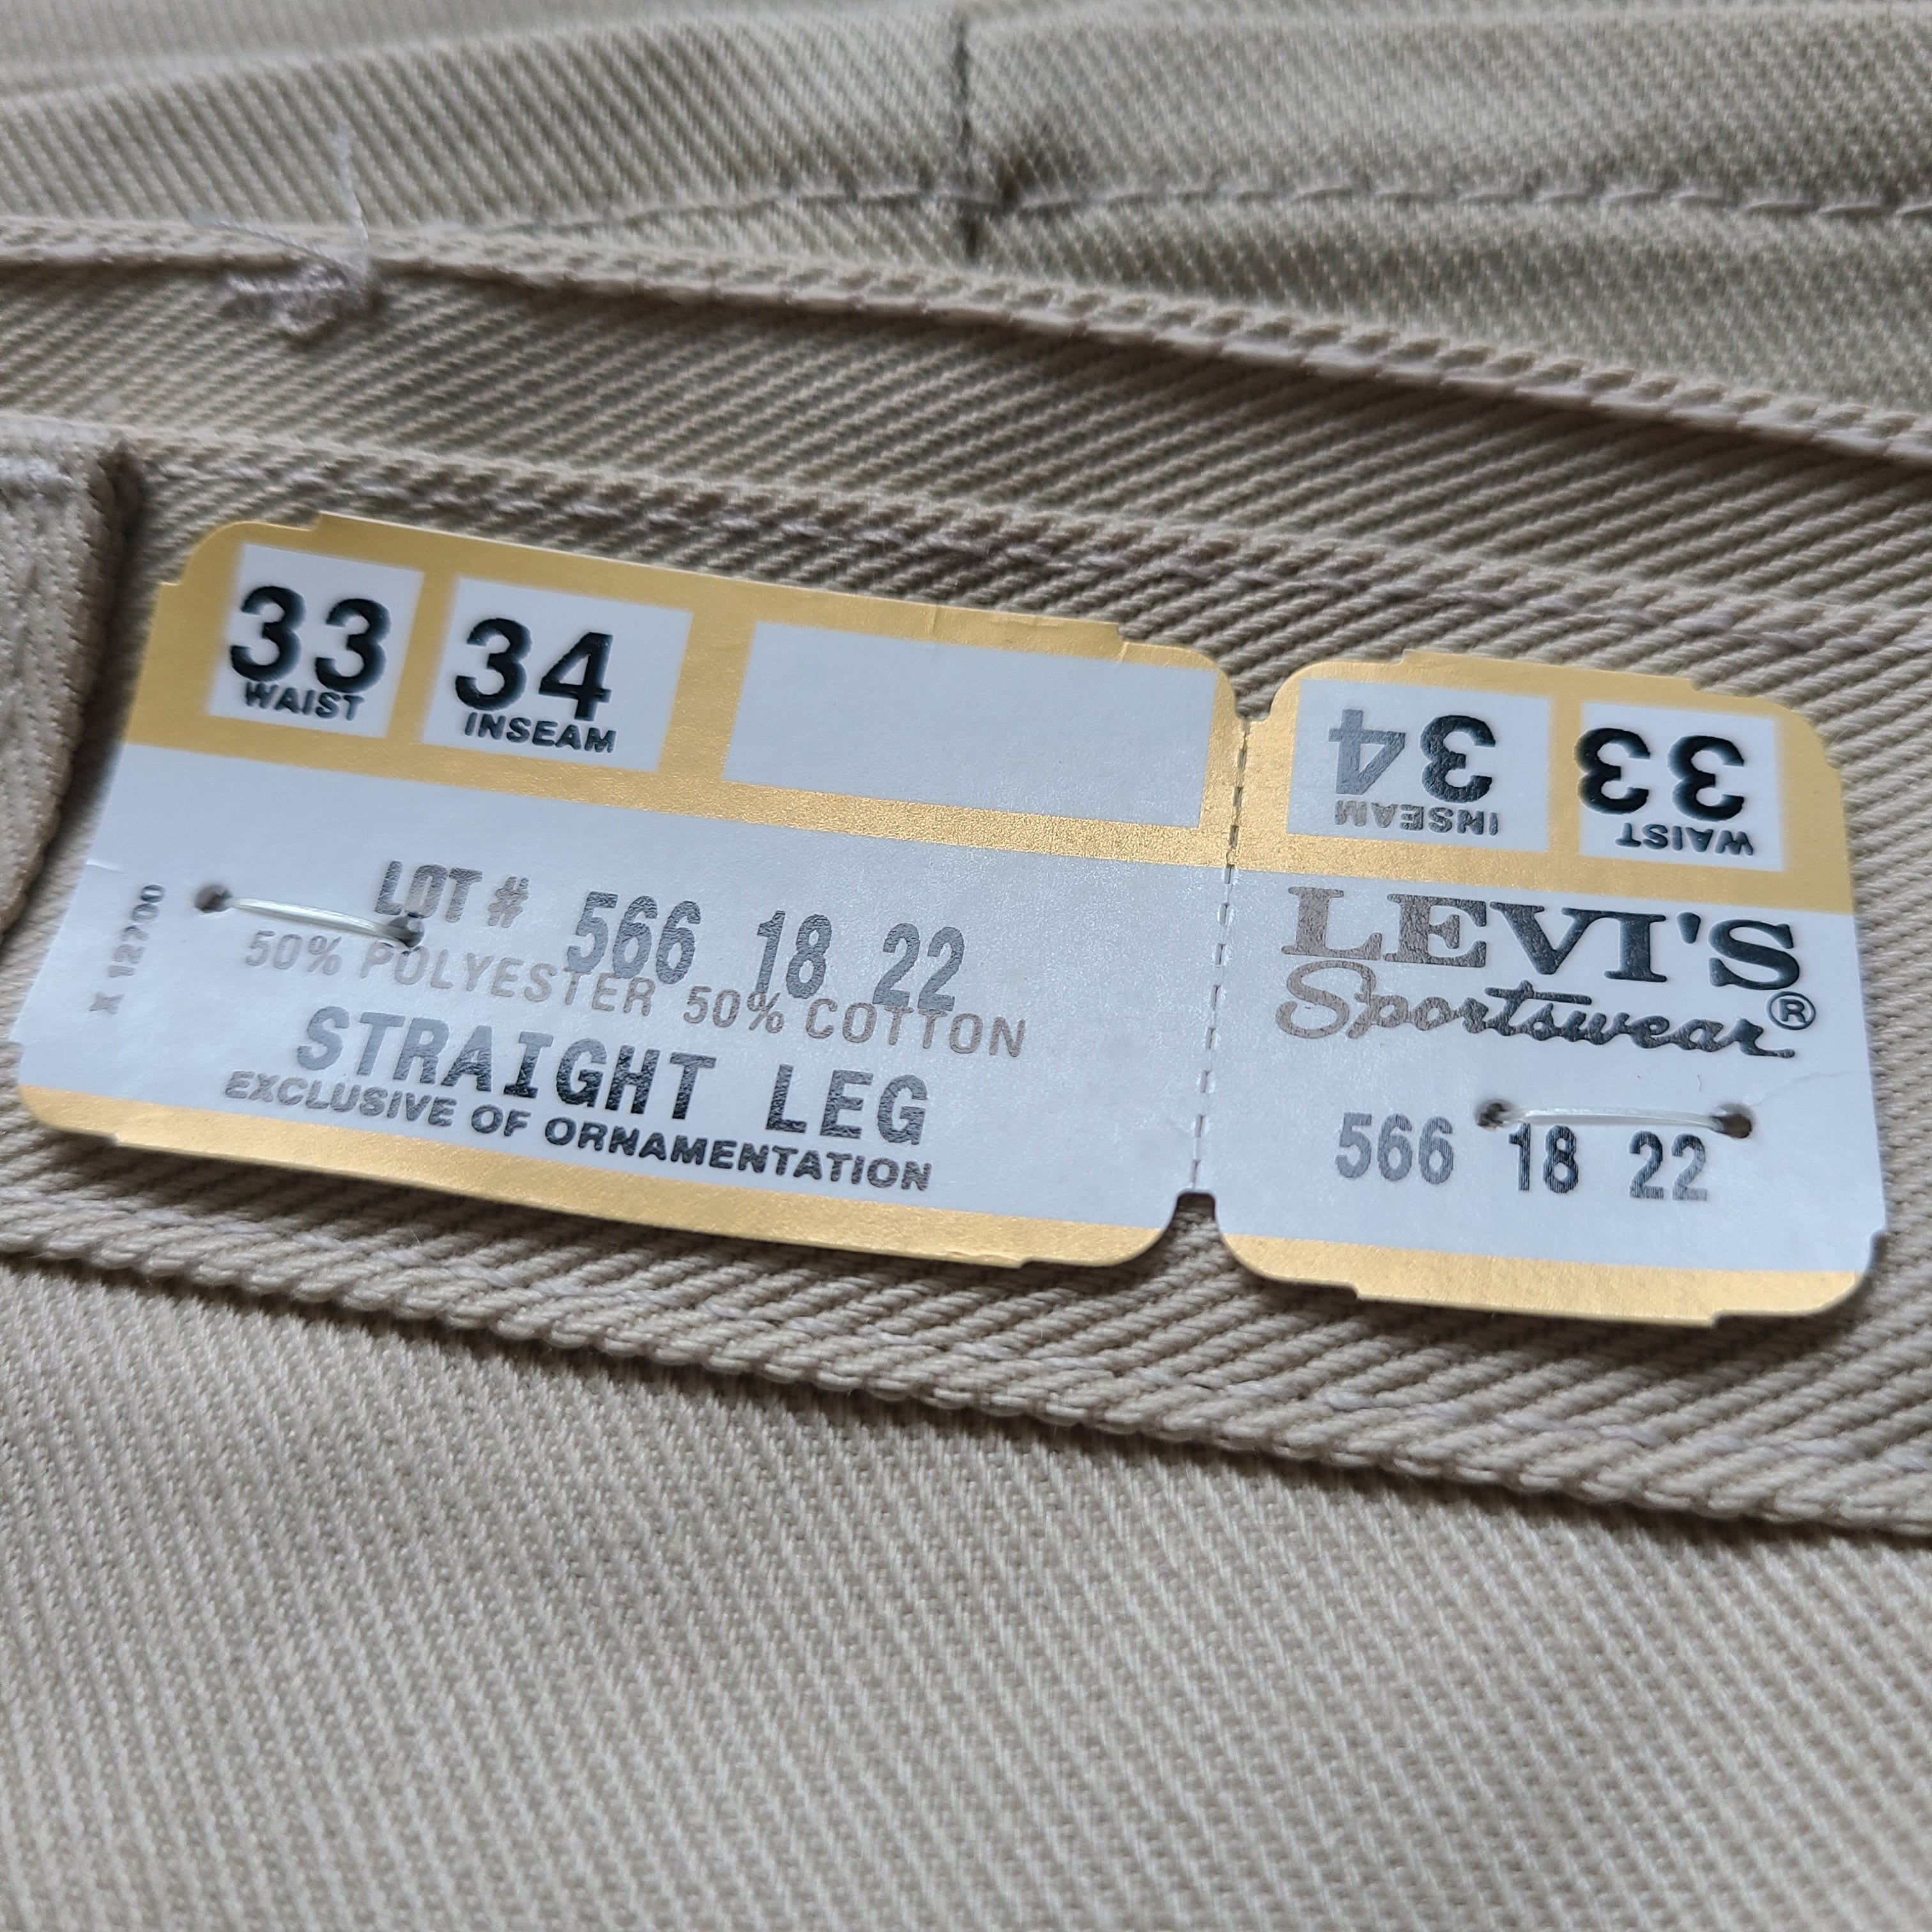 33 34
WAIST INSEAM
LOT # 566 18 22
50% POLYESTER 50% COTTON
STRAIGHT LEG
EXCLUSIVE OF ORNAMENTATION
X 12700
33 34
WAIST INSEAM
LEVI'S
Sportswear®
566 18 22